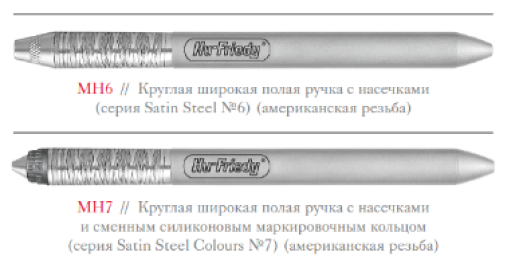 Hu-Friedy®
MH6 // Круглая широкая полая ручка с насечками
(серия Satin Steel №6) (американская резьба)
Hu-Friedy®
MH7 // Круглая широкая полая ручка с насечками
и сменным силиконовым маркировочным кольцом
(серия Satin Steel Colours №7) (американская резьба)